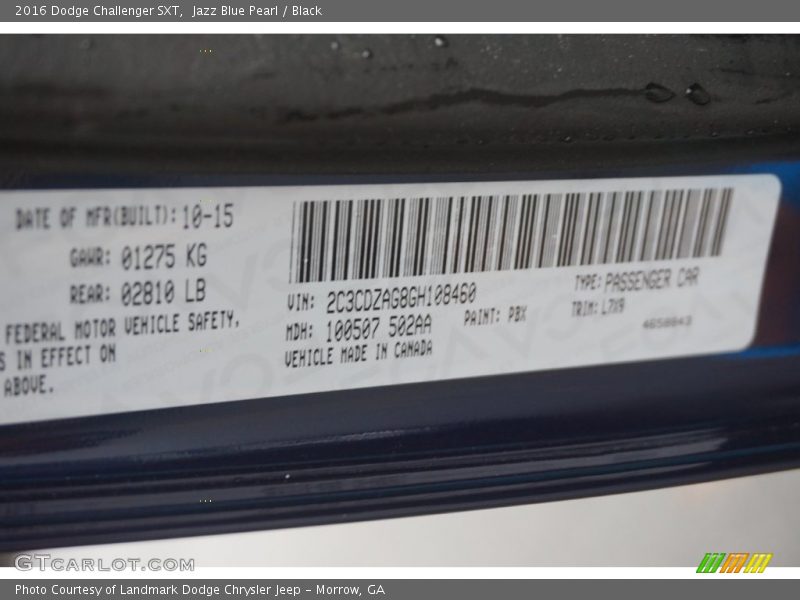 2016 Dodge Challenger SXT, Jazz Blue Pearl / Black
DATE OF MFR(BUILT): 10-15
GAWR: 01275 KG
REAR: 02810 LB
FEDERAL MOTOR VEHICLE SAFETY,
S IN EFFECT ON
ABOVE.
VIN: 2C3CDZAG8GH108460
MDH: 100507 502AA
VEHICLE MADE IN CANADA
PAINT: PBX
TYPE: PASSENGER CAR
TRIM: L7X9
4658843
GTCARLOT.COM
Photo Courtesy of Landmark Dodge Chrysler Jeep – Morrow, GA